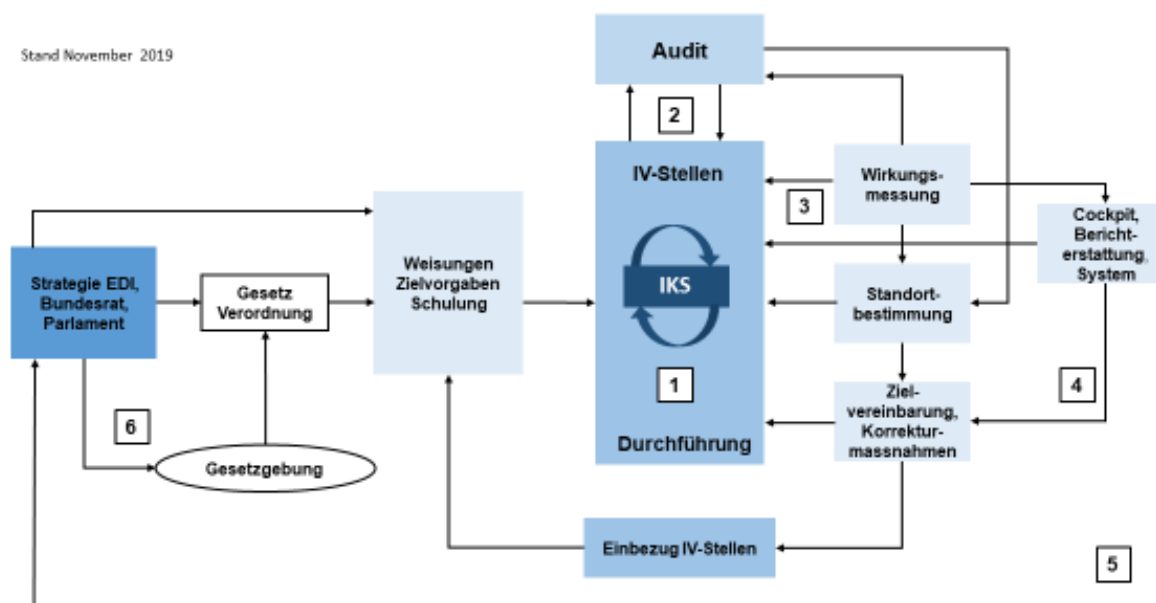 Stand November 2019
Audit
2
IV-Stellen
Wirkungs-
messung
3
Cockpit,
Bericht-
erstattung,
System
Strategie EDI,
Bundesrat,
Parlament
Gesetz
Verordnung
Weisungen
Zielvorgaben
Schulung
IKS
Standort-
bestimmung
1
4
Ziel-
vereinbarung,
Korrektur-
massnahmen
6
Durchführung
Gesetzgebung
Einbezug IV-Stellen
5